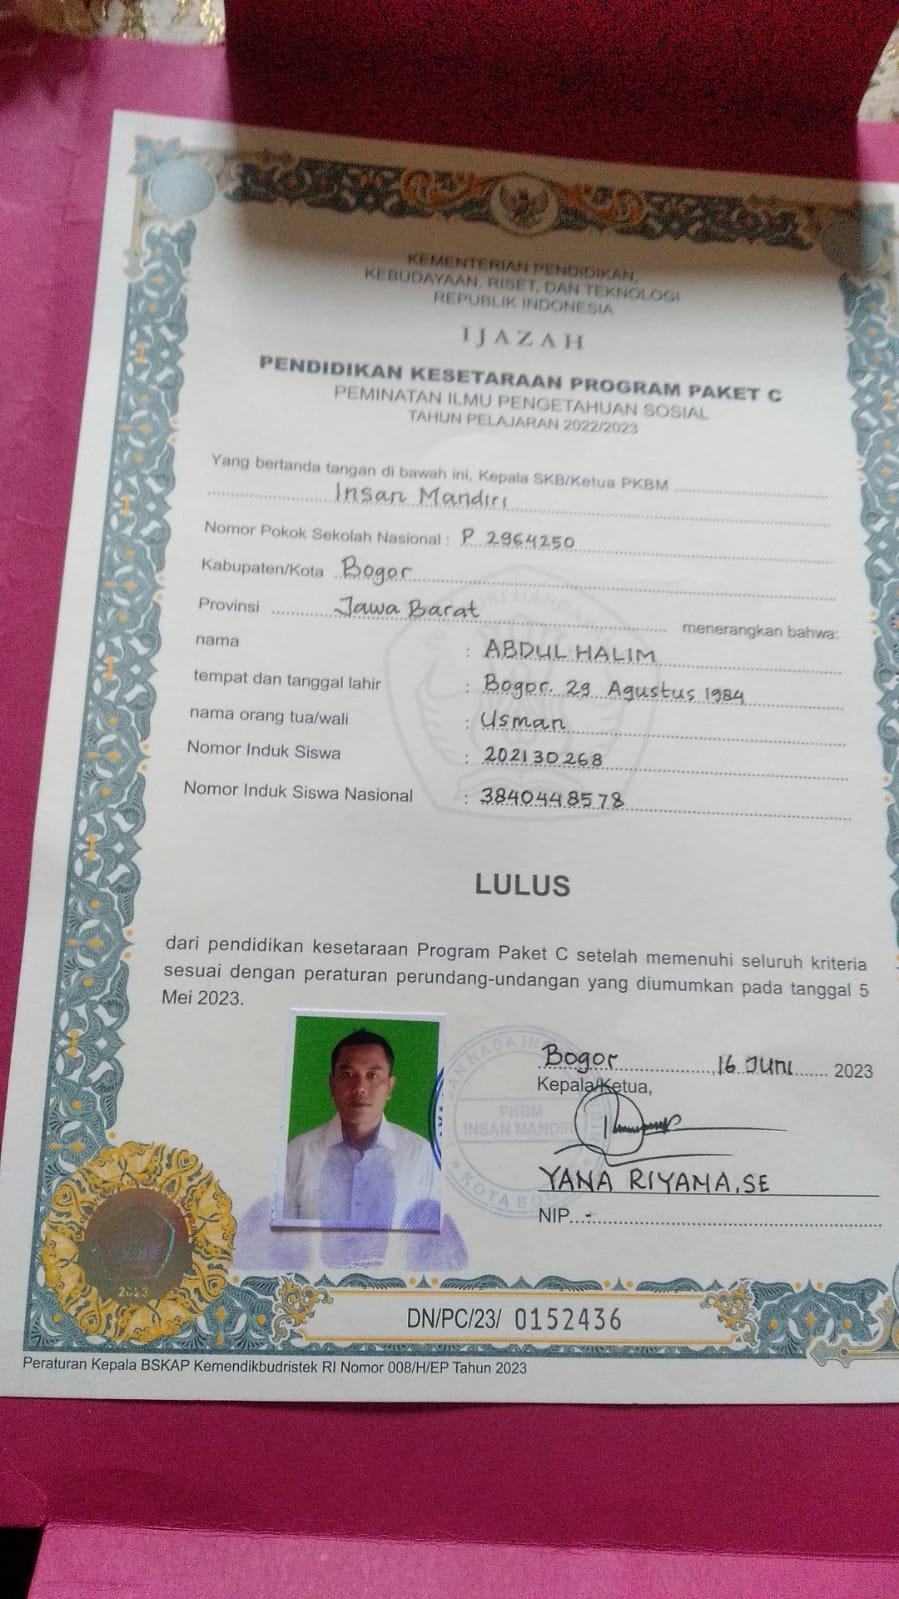 KEMENTERIAN PENDIDIKAN,
KEBUDAYAAN, RISET, DAN TEKNOLOGI
REPUBLIK INDONESIA
IJAZAH
PENDIDIKAN KESETARAAN PROGRAM PAKET C
PEMINATAN ILMU PENGETAHUAN SOSIAL
TAHUN PELAJARAN 2022/2023
Yang bertanda tangan di bawah ini, Kepala SKB/Ketua PKBM
Insan Mandiri
Nomor Pokok Sekolah Nasional : P 2964250
Kabupaten/Kota Bogor
Provinsi Jawa Barat menerangkan bahwa:
nama : ABDUL HALIM
tempat dan tanggal lahir : Bogor. 29 Agustus 1984
nama orang tua/wali : Usman
Nomor Induk Siswa : 202130268
Nomor Induk Siswa Nasional : 3840448578
LULUS
dari pendidikan kesetaraan Program Paket C setelah memenuhi seluruh kriteria
sesuai dengan peraturan perundang-undangan yang diumumkan pada tanggal 5
Mei 2023.
Bogor, 16 Juni 2023
Kepala/Ketua,
PKBM
INSAN MANDIRI
KOTA BOG
YANA RIYANA.SE
NIP. -
2023
DN/PC/23/ 0152436
Peraturan Kepala BSKAP Kemendikbudristek RI Nomor 008/H/EP Tahun 2023